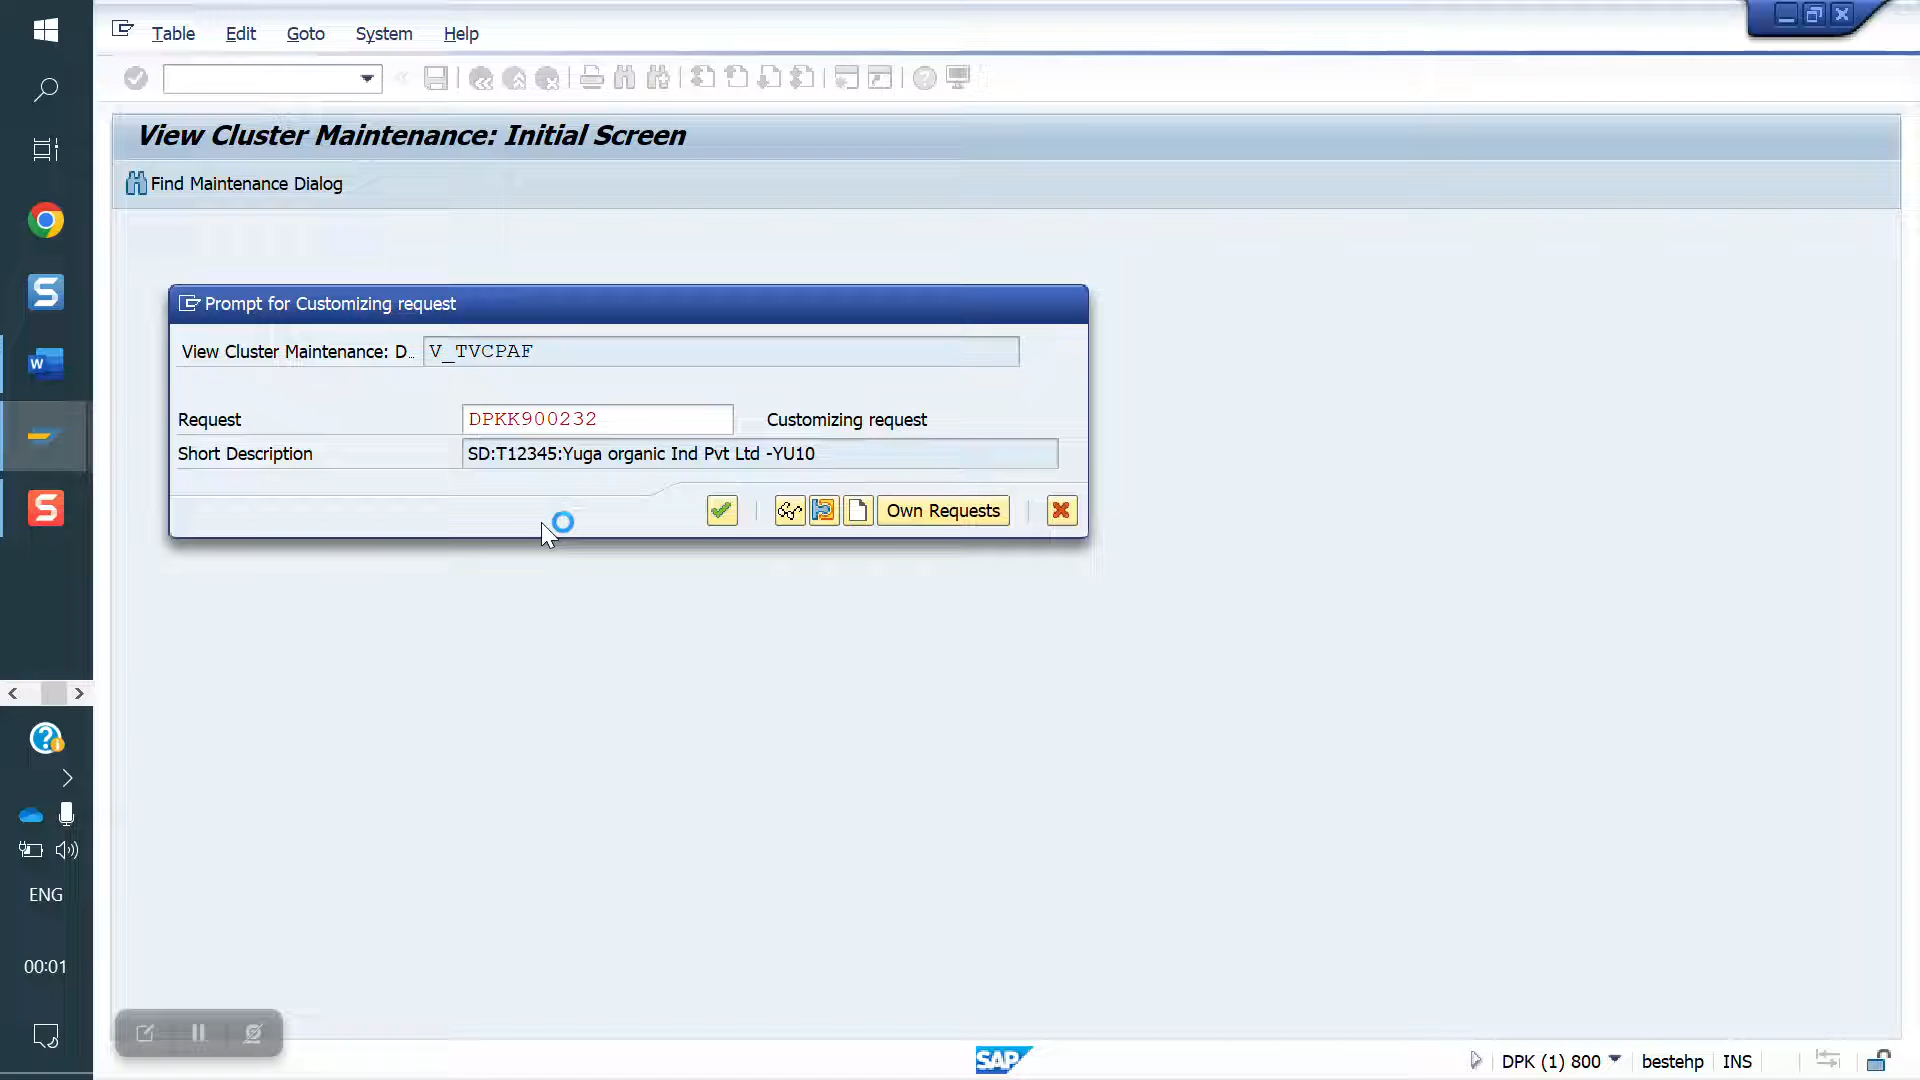 Table Edit Goto System Help
View Cluster Maintenance: Initial Screen
Find Maintenance Dialog
Prompt for Customizing request
View Cluster Maintenance: D.. V_TVCPAF
Request DPKK900232 Customizing request
Short Description SD:T12345:Yuga organic Ind Pvt Ltd -YU10
Own Requests
ENG
00:01
SAP DPK (1) 800 bestehp INS